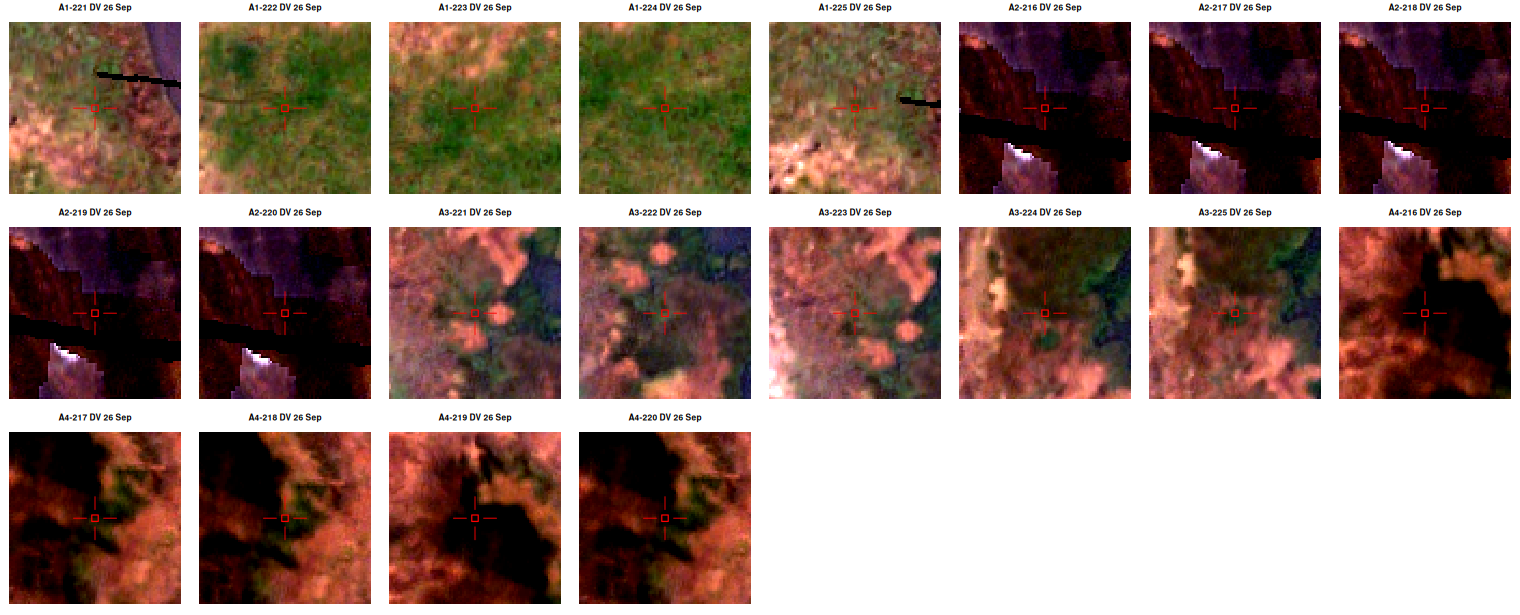 A1-221 DV 26 Sep
A1-222 DV 26 Sep
A1-223 DV 26 Sep
A1-224 DV 26 Sep
A1-225 DV 26 Sep
A2-216 DV 26 Sep
A2-217 DV 26 Sep
A2-218 DV 26 Sep
A2-219 DV 26 Sep
A2-220 DV 26 Sep
A3-221 DV 26 Sep
A3-222 DV 26 Sep
A3-223 DV 26 Sep
A3-224 DV 26 Sep
A3-225 DV 26 Sep
A4-216 DV 26 Sep
A4-217 DV 26 Sep
A4-218 DV 26 Sep
A4-219 DV 26 Sep
A4-220 DV 26 Sep